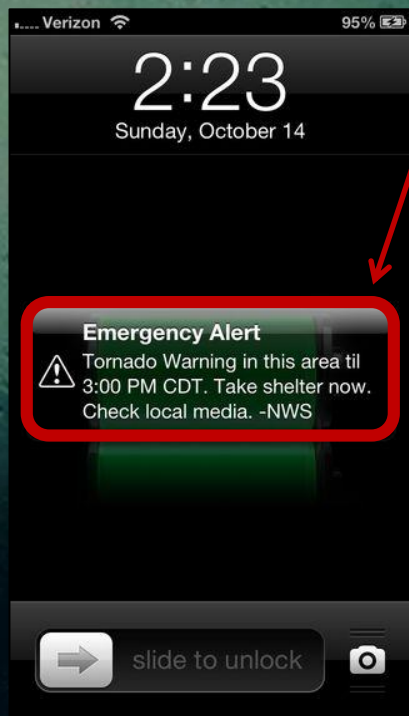 Verizon 95%
2:23
Sunday, October 14
Emergency Alert
Tornado Warning in this area til
3:00 PM CDT. Take shelter now.
Check local media. -NWS
slide to unlock